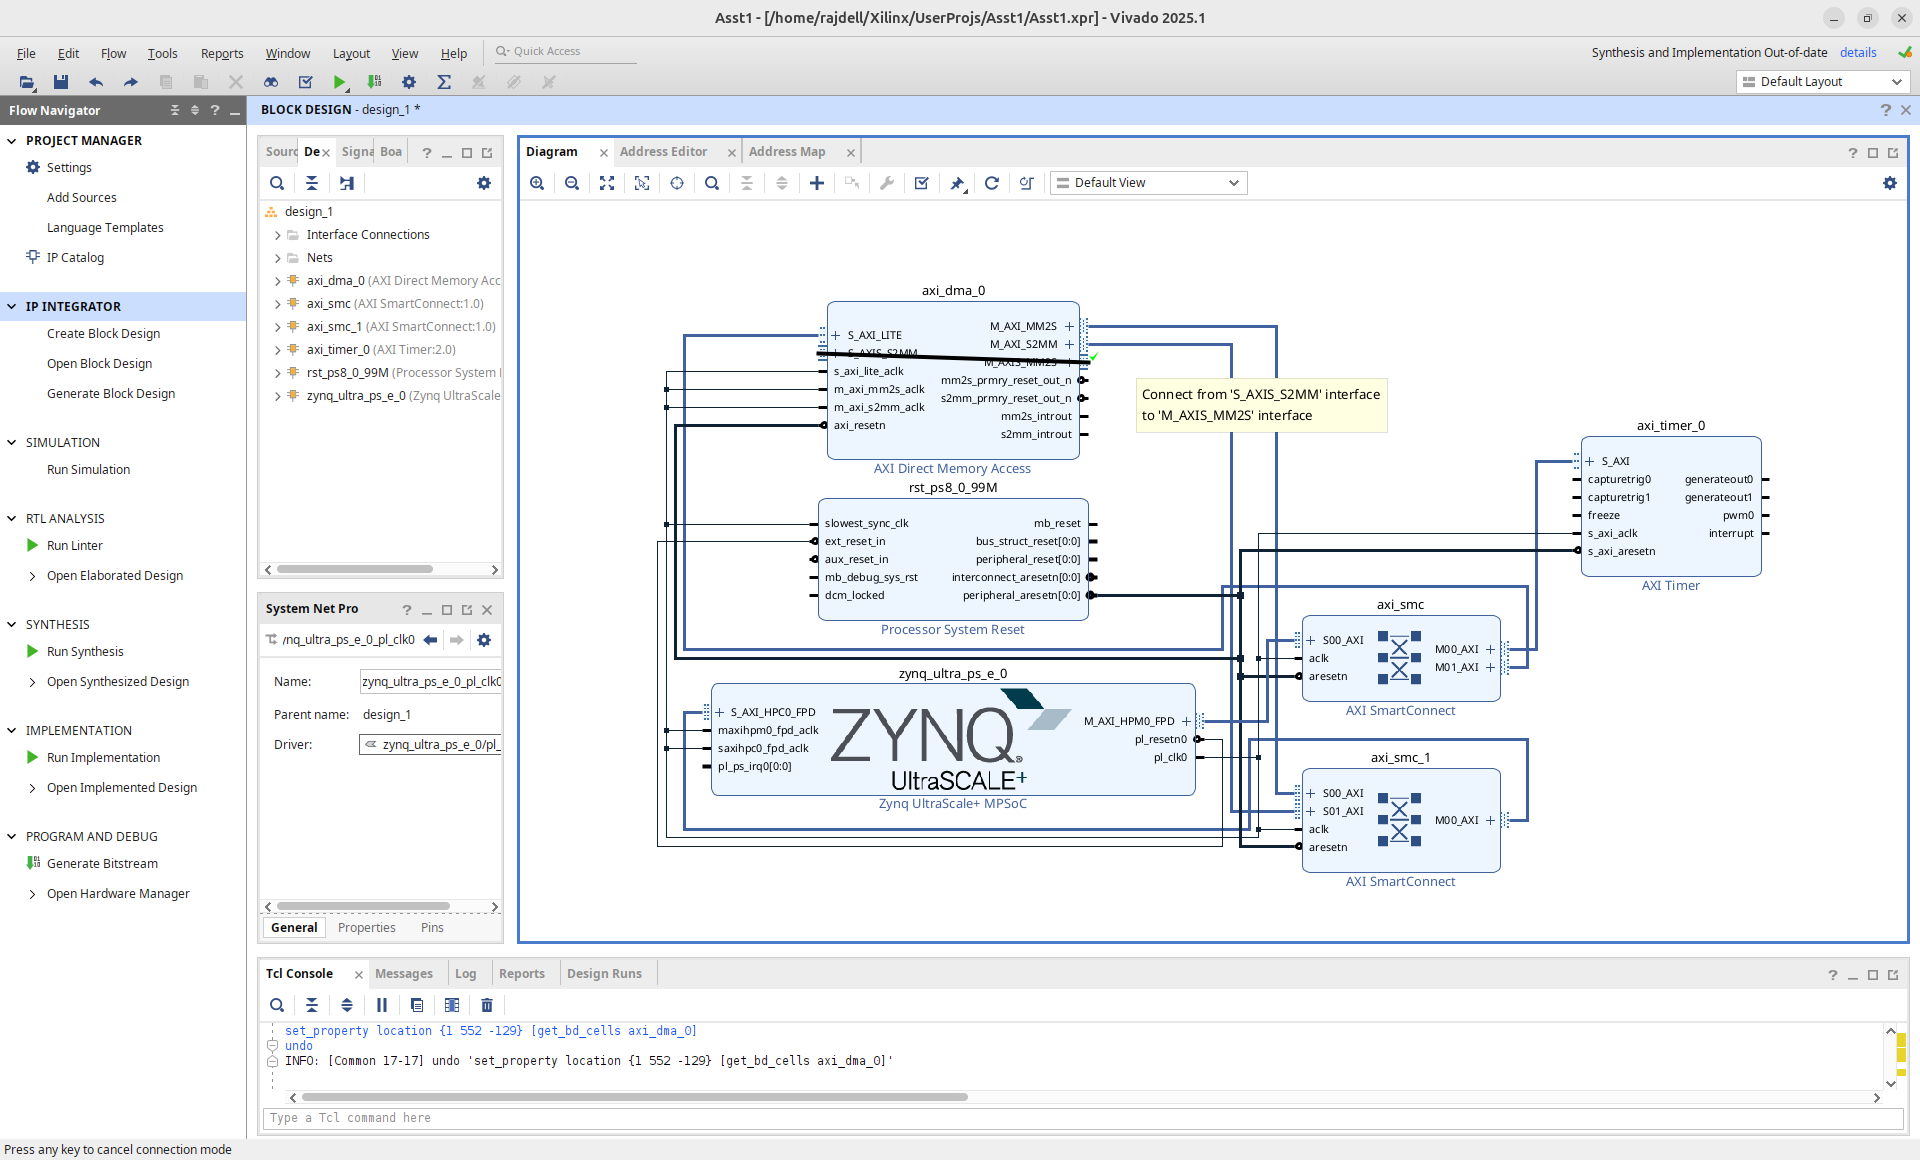 Asst1 - [/home/rajdell/Xilinx/UserProjs/Asst1/Asst1.xpr] - Vivado 2025.1
File Edit Flow Tools Reports Window Layout View Help Quick Access
Synthesis and Implementation Out-of-date details
Default Layout
Flow Navigator
PROJECT MANAGER
Settings
Add Sources
Language Templates
IP Catalog
IP INTEGRATOR
Create Block Design
Open Block Design
Generate Block Design
SIMULATION
Run Simulation
RTL ANALYSIS
Run Linter
Open Elaborated Design
SYNTHESIS
Run Synthesis
Open Synthesized Design
IMPLEMENTATION
Run Implementation
Open Implemented Design
PROGRAM AND DEBUG
Generate Bitstream
Open Hardware Manager
BLOCK DESIGN - design_1 *
Sourc De Signa Boa
design_1
Interface Connections
Nets
axi_dma_0 (AXI Direct Memory Acc
axi_smc (AXI SmartConnect:1.0)
axi_smc_1 (AXI SmartConnect:1.0)
axi_timer_0 (AXI Timer:2.0)
rst_ps8_0_99M (Processor System
zynq_ultra_ps_e_0 (Zynq UltraScale
System Net Pro
ynq_ultra_ps_e_0_pl_clk0
Name: zynq_ultra_ps_e_0_pl_clk0
Parent name: design_1
Driver: zynq_ultra_ps_e_0/pl_
General Properties Pins
Diagram Address Editor Address Map
Default View
axi_dma_0
S_AXI_LITE
S_AXIS_S2MM
s_axi_lite_aclk
m_axi_mm2s_aclk
m_axi_s2mm_aclk
axi_resetn
M_AXI_MM2S
M_AXI_S2MM
M_AXIS_MM2S
mm2s_prmry_reset_out_n
s2mm_prmry_reset_out_n
mm2s_introut
s2mm_introut
AXI Direct Memory Access
Connect from 'S_AXIS_S2MM' interface
to 'M_AXIS_MM2S' interface
rst_ps8_0_99M
slowest_sync_clk
ext_reset_in
aux_reset_in
mb_debug_sys_rst
dcm_locked
mb_reset
bus_struct_reset[0:0]
peripheral_reset[0:0]
interconnect_aresetn[0:0]
peripheral_aresetn[0:0]
Processor System Reset
zynq_ultra_ps_e_0
S_AXI_HPC0_FPD
maxihpm0_fpd_aclk
saxihpc0_fpd_aclk
pl_ps_irq0[0:0]
ZYNQ
UltraSCALE+
M_AXI_HPM0_FPD
pl_resetn0
pl_clk0
Zynq UltraScale+ MPSoC
axi_timer_0
S_AXI
capturetrig0
capturetrig1
freeze
s_axi_aclk
s_axi_aresetn
generateout0
generateout1
pwm0
interrupt
AXI Timer
axi_smc
S00_AXI
aclk
aresetn
M00_AXI
M01_AXI
AXI SmartConnect
axi_smc_1
S00_AXI
S01_AXI
aclk
aresetn
M00_AXI
AXI SmartConnect
Tcl Console Messages Log Reports Design Runs
set_property location {1 552 -129} [get_bd_cells axi_dma_0]
undo
INFO: [Common 17-17] undo 'set_property location {1 552 -129} [get_bd_cells axi_dma_0]'
Type a Tcl command here
Press any key to cancel connection mode